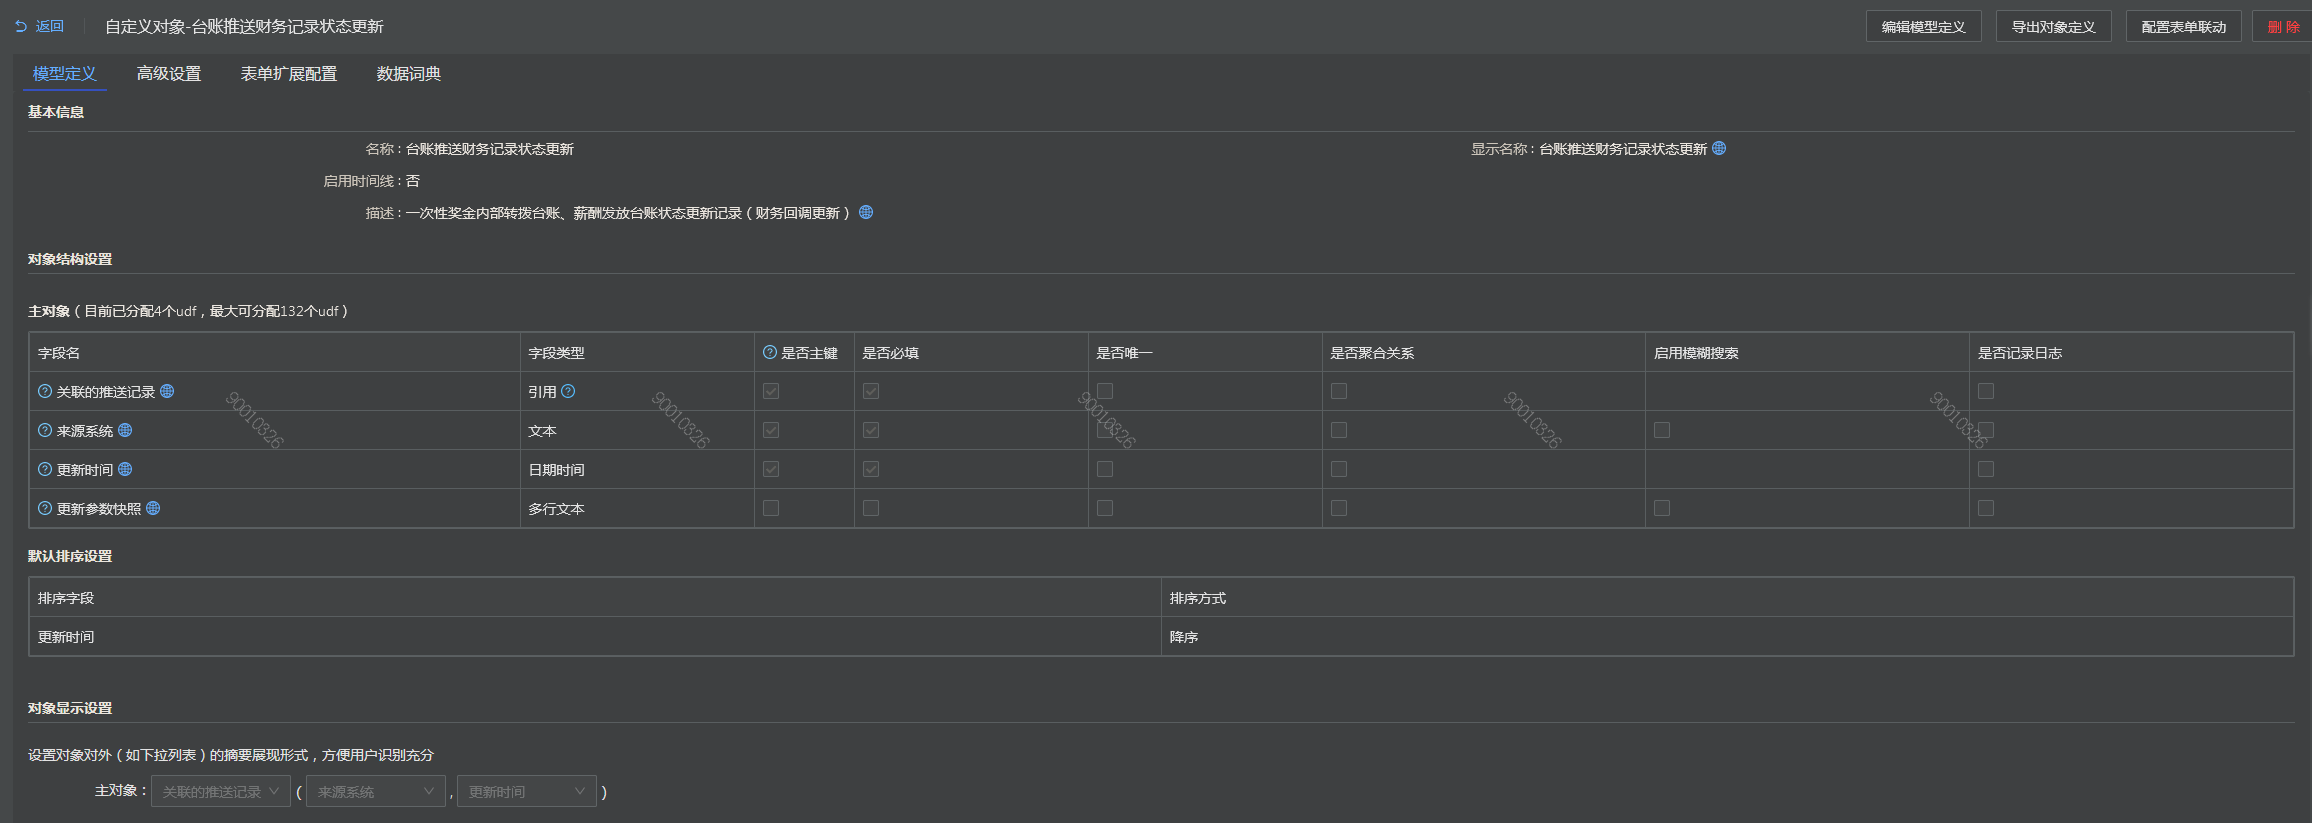 返回 自定义对象-台账推送财务记录状态更新 编辑模型定义 导出对象定义 配置表单联动 删 除
模型定义 高级设置 表单扩展配置 数据词典
基本信息
名称 : 台账推送财务记录状态更新 显示名称 : 台账推送财务记录状态更新
启用时间线 : 否
描述 : 一次性奖金内部转拨台账、薪酬发放台账状态更新记录（财务回调更新）
对象结构设置
主对象（目前已分配4个udf，最大可分配132个udf）
字段名 字段类型 是否主键 是否必填 是否唯一 是否聚合关系 启用模糊搜索 是否记录日志
关联的推送记录 引用
来源系统 文本
更新时间 日期时间
更新参数快照 多行文本
90010326 90010326 90010326 90010326 90010326
默认排序设置
排序字段 排序方式
更新时间 降序
对象显示设置
设置对象对外（如下拉列表）的摘要展现形式，方便用户识别充分
主对象 : 关联的推送记录 ( 来源系统 , 更新时间 )